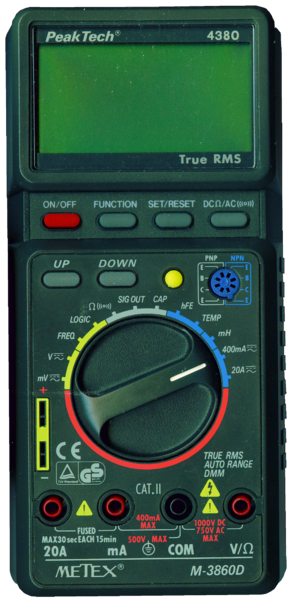 PeakTech® 4380
True RMS
ON/OFF FUNCTION SET/RESET DCΩ/AC
UP DOWN
PNP NPN
E E
B B
C C
E E
Ω SIG OUT CAP hFE
LOGIC TEMP
FREQ mH
V 400mA
mV 20A
+
−
CE
GS
TRUE RMS
AUTO RANGE
DMM
CAT. II
FUSED
MAX30sec EACH 15min
400mA
MAX
500V MAX
1000V DC
750V AC
MAX
20A mA COM V/Ω
METEX® M-3860D